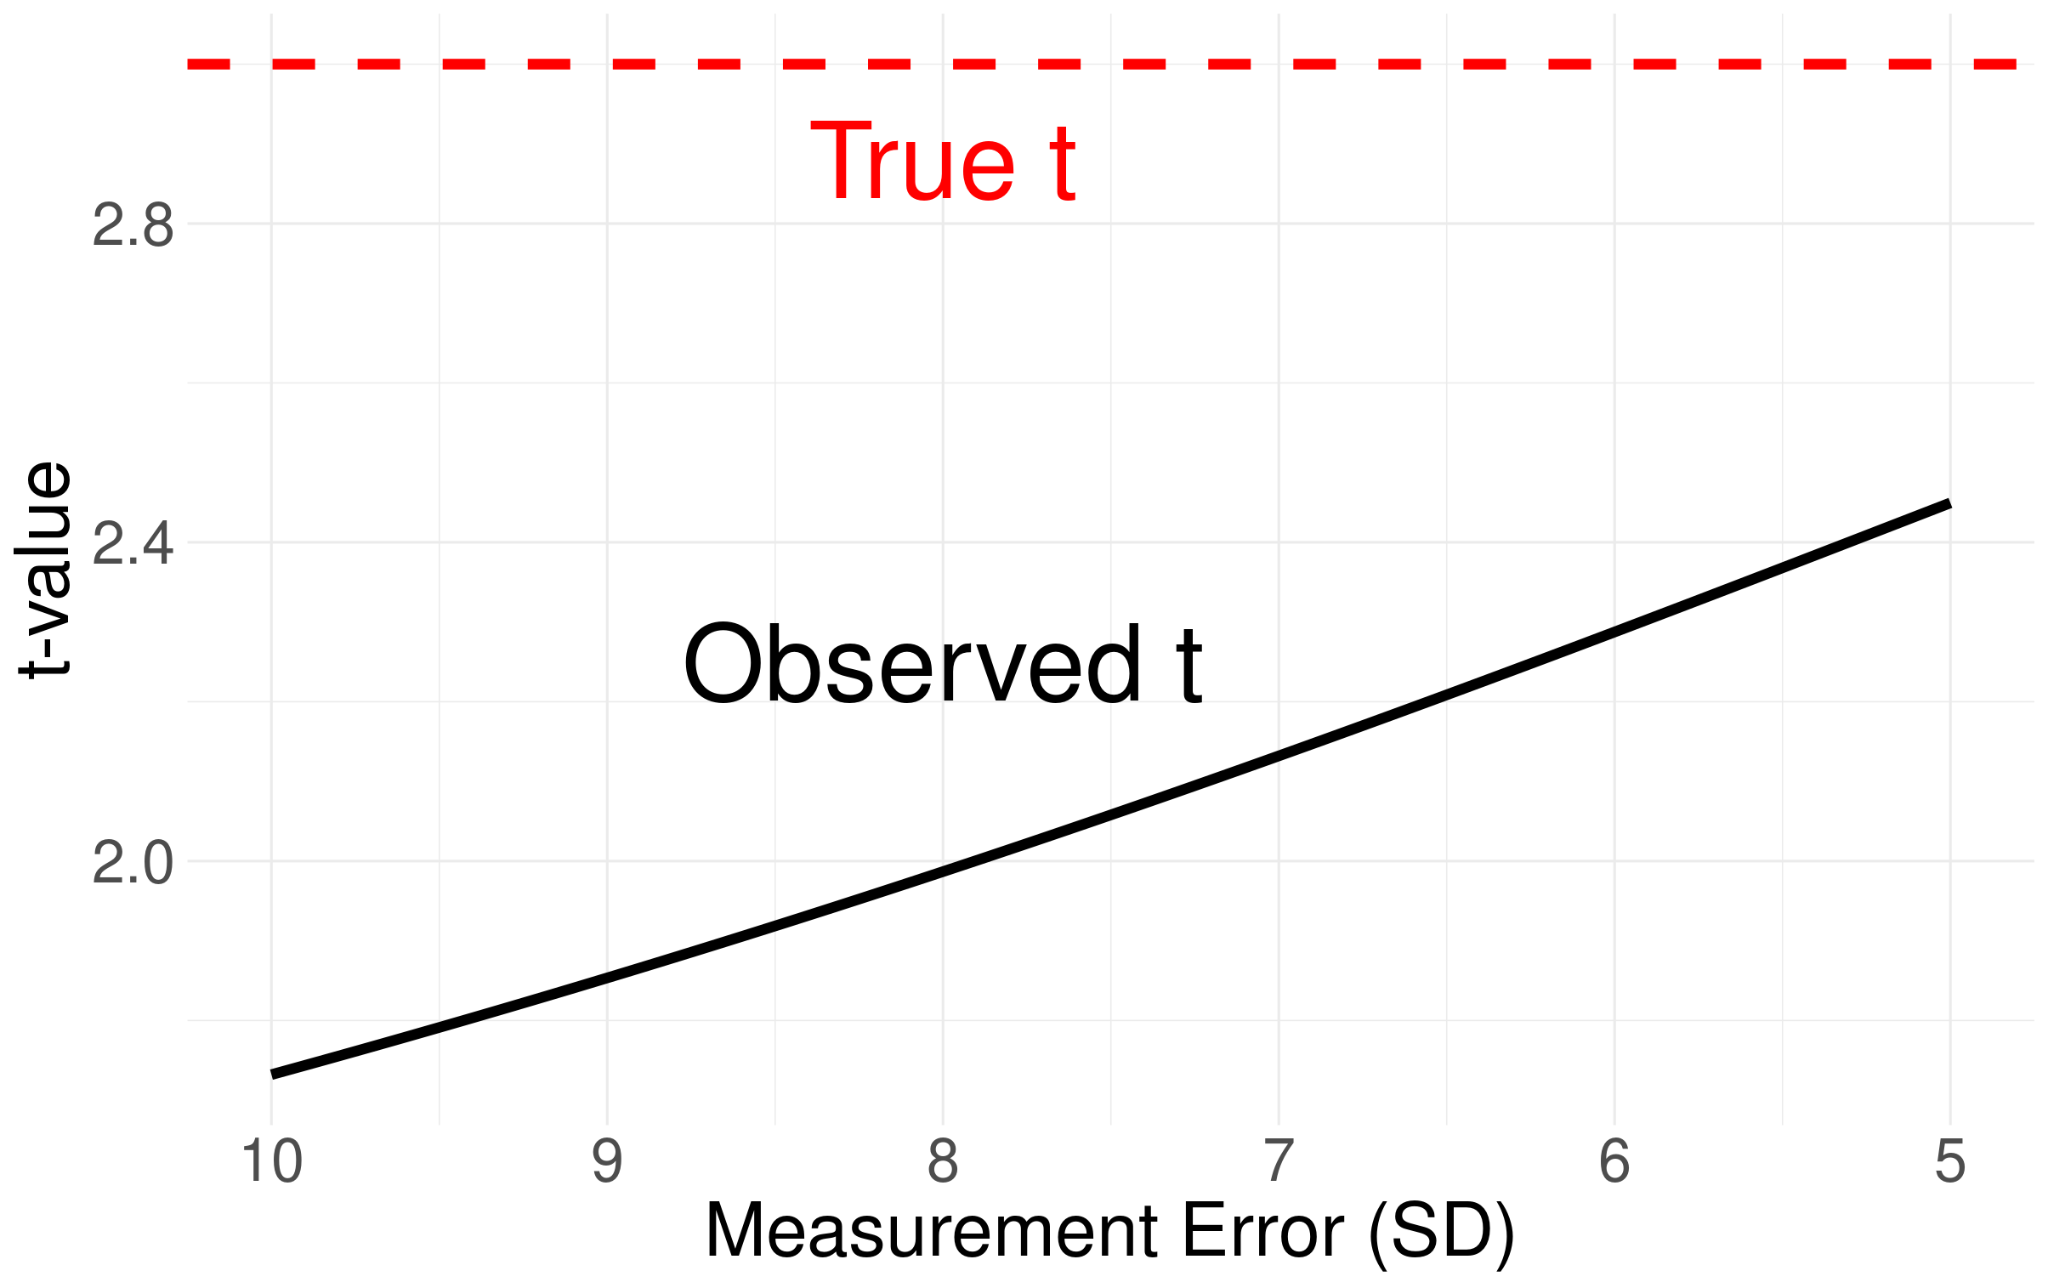 True t
2.8
2.4
2.0
t-value
Observed t
10 9 8 7 6 5
Measurement Error (SD)